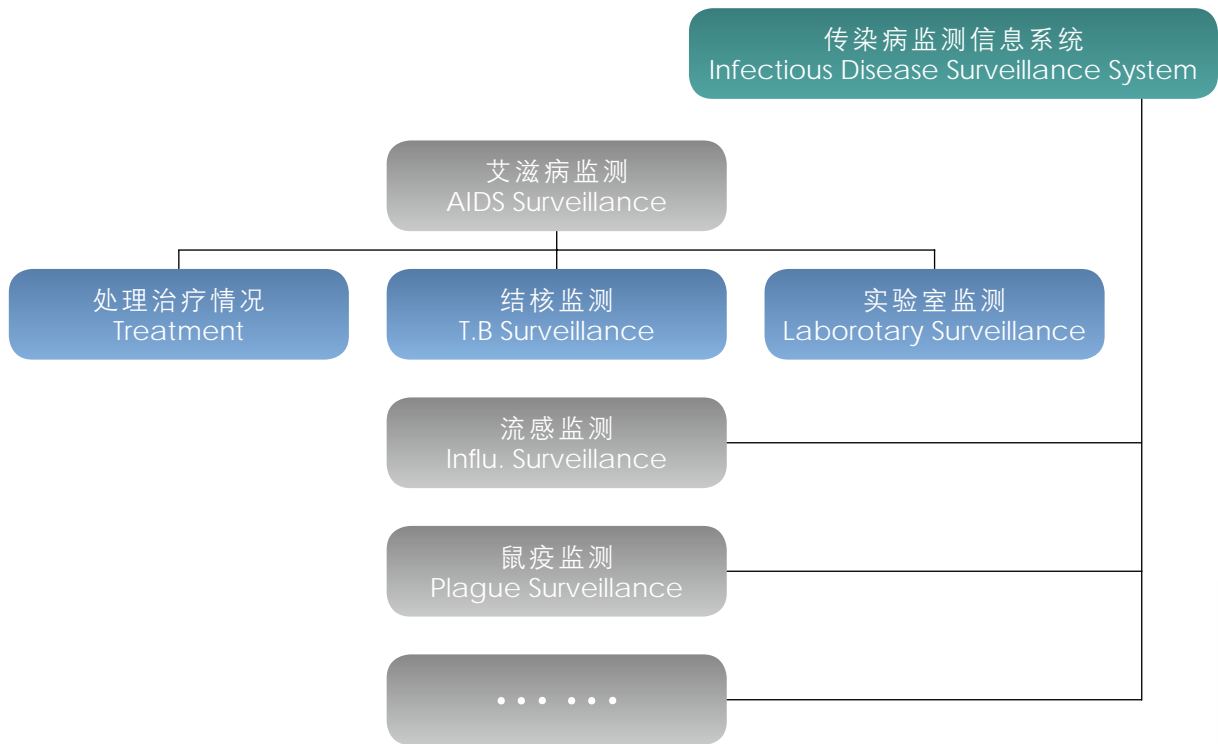 传染病监测信息系统
Infectious Disease Surveillance System
艾滋病监测
AIDS Surveillance
处理治疗情况
Treatment
结核监测
T.B Surveillance
实验室监测
Laborotary Surveillance
流感监测
Influ. Surveillance
鼠疫监测
Plague Surveillance
• • • • • •